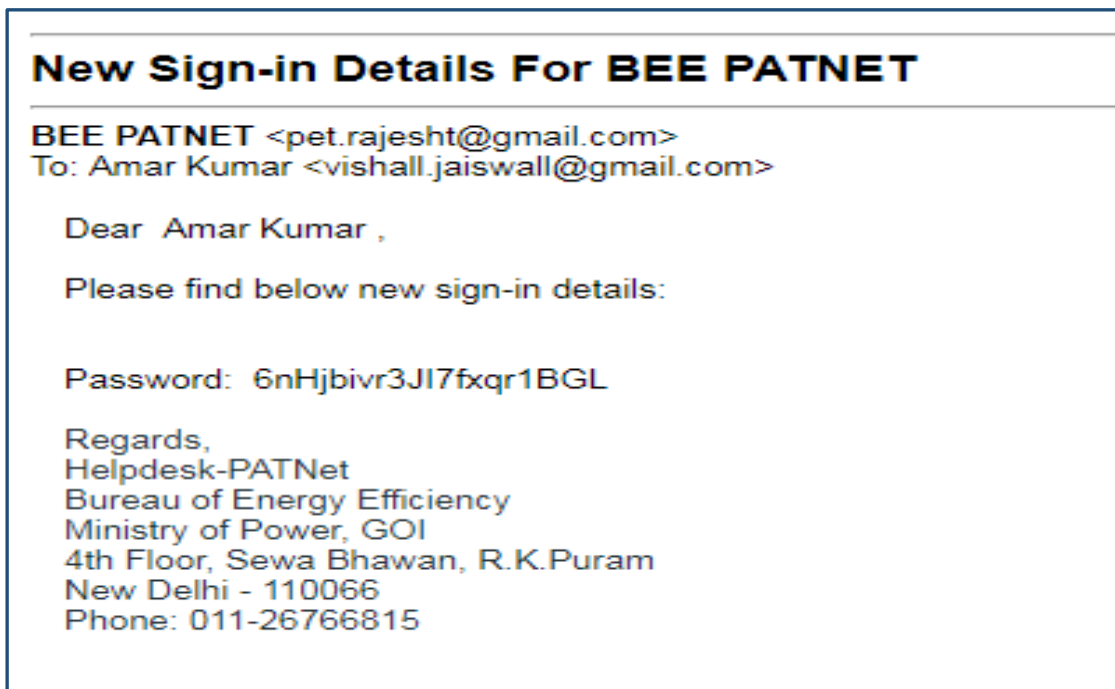 New Sign-in Details For BEE PATNET
BEE PATNET <pet.rajesht@gmail.com>
To: Amar Kumar <vishall.jaiswall@gmail.com>
Dear  Amar Kumar ,
Please find below new sign-in details:
Password:  6nHjbivr3JI7fxqr1BGL
Regards,
Helpdesk-PATNet
Bureau of Energy Efficiency
Ministry of Power, GOI
4th Floor, Sewa Bhawan, R.K.Puram
New Delhi - 110066
Phone: 011-26766815